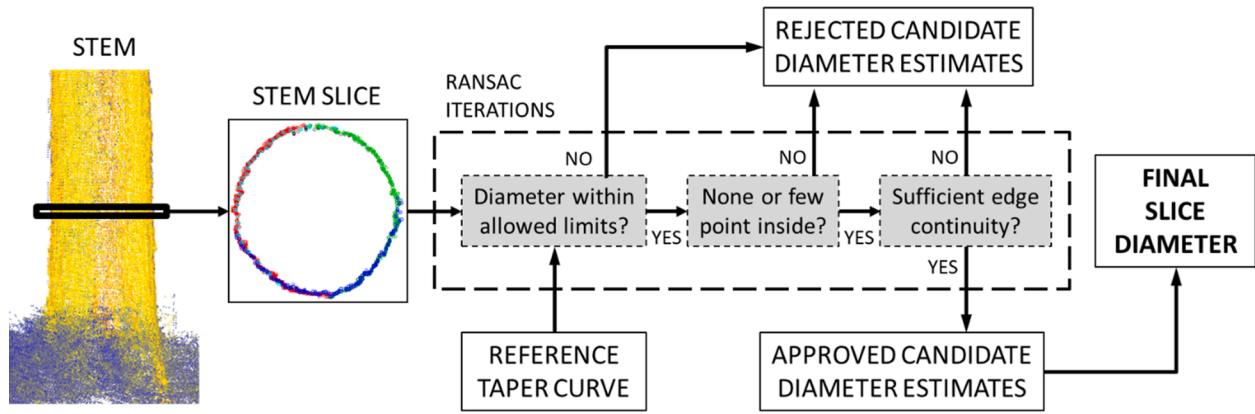 STEM
STEM SLICE
RANSAC
ITERATIONS
REJECTED CANDIDATE
DIAMETER ESTIMATES
NO
NO
NO
Diameter within
allowed limits?
YES
None or few
point inside?
YES
Sufficient edge
continuity?
YES
FINAL
SLICE
DIAMETER
REFERENCE
TAPER CURVE
APPROVED CANDIDATE
DIAMETER ESTIMATES